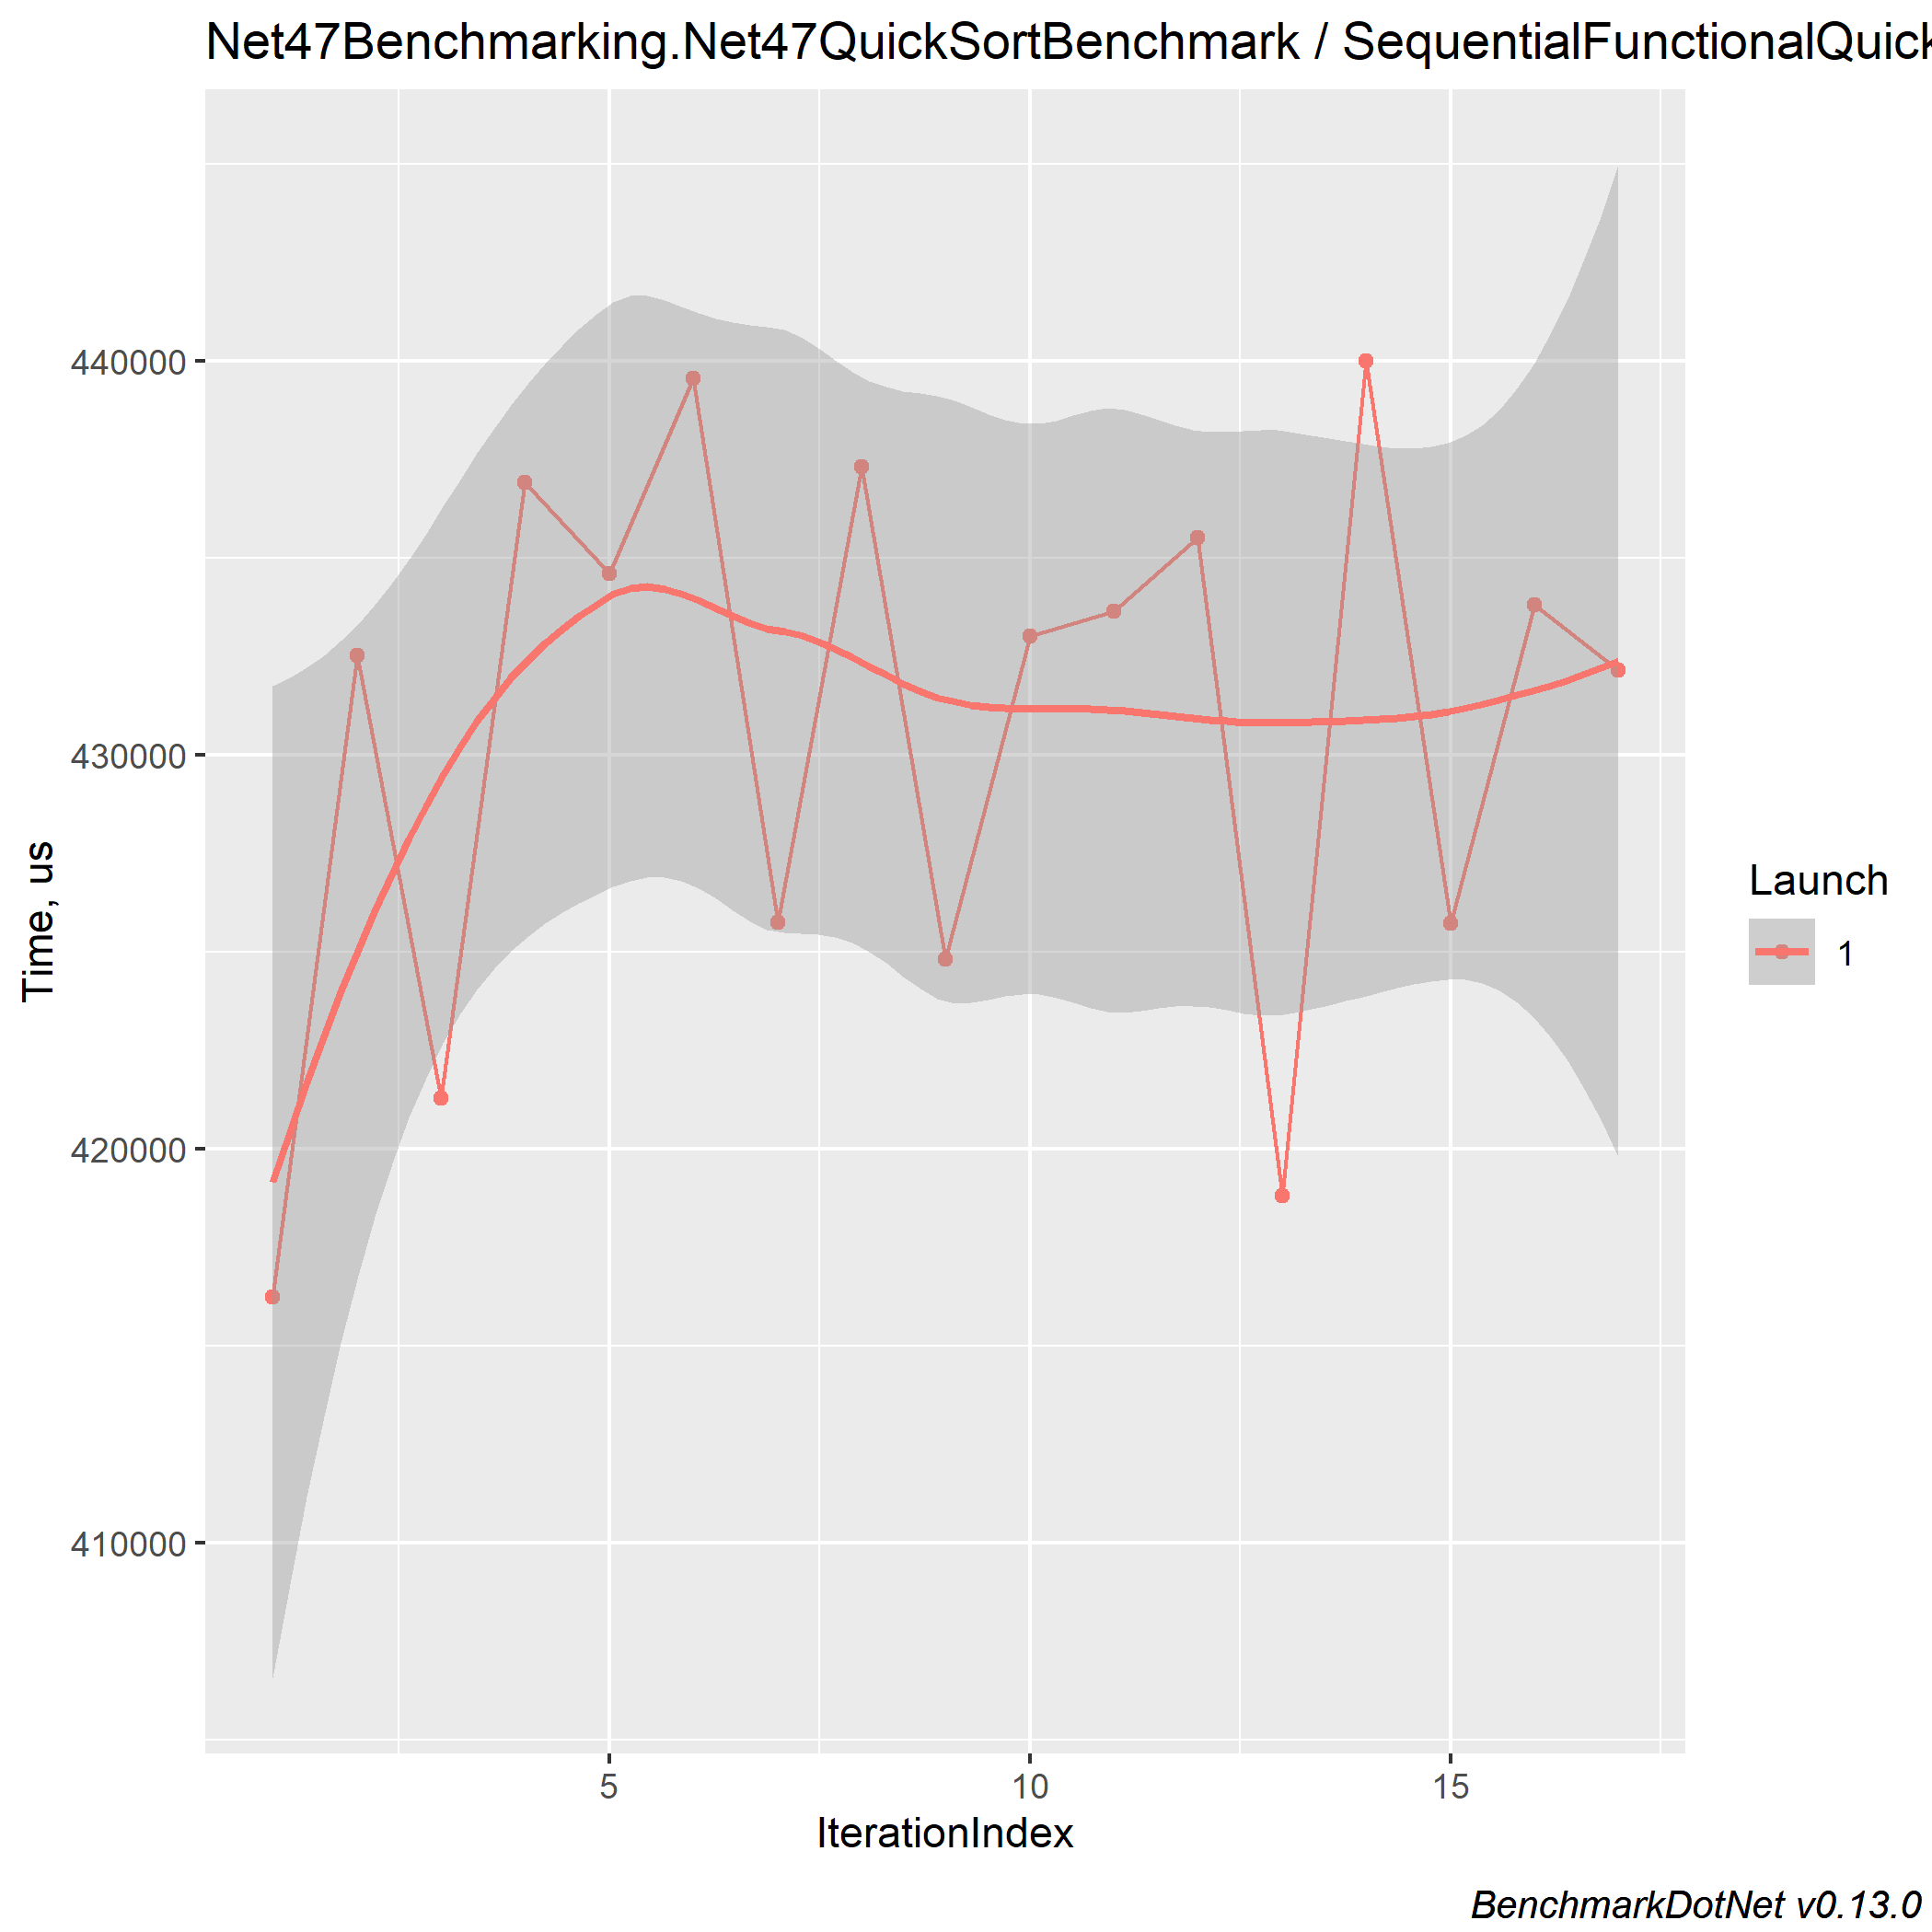 Net47Benchmarking.Net47QuickSortBenchmark / SequentialFunctionalQuick
440000
430000
420000
410000
Time, us
5 10 15
IterationIndex
Launch
1
BenchmarkDotNet v0.13.0